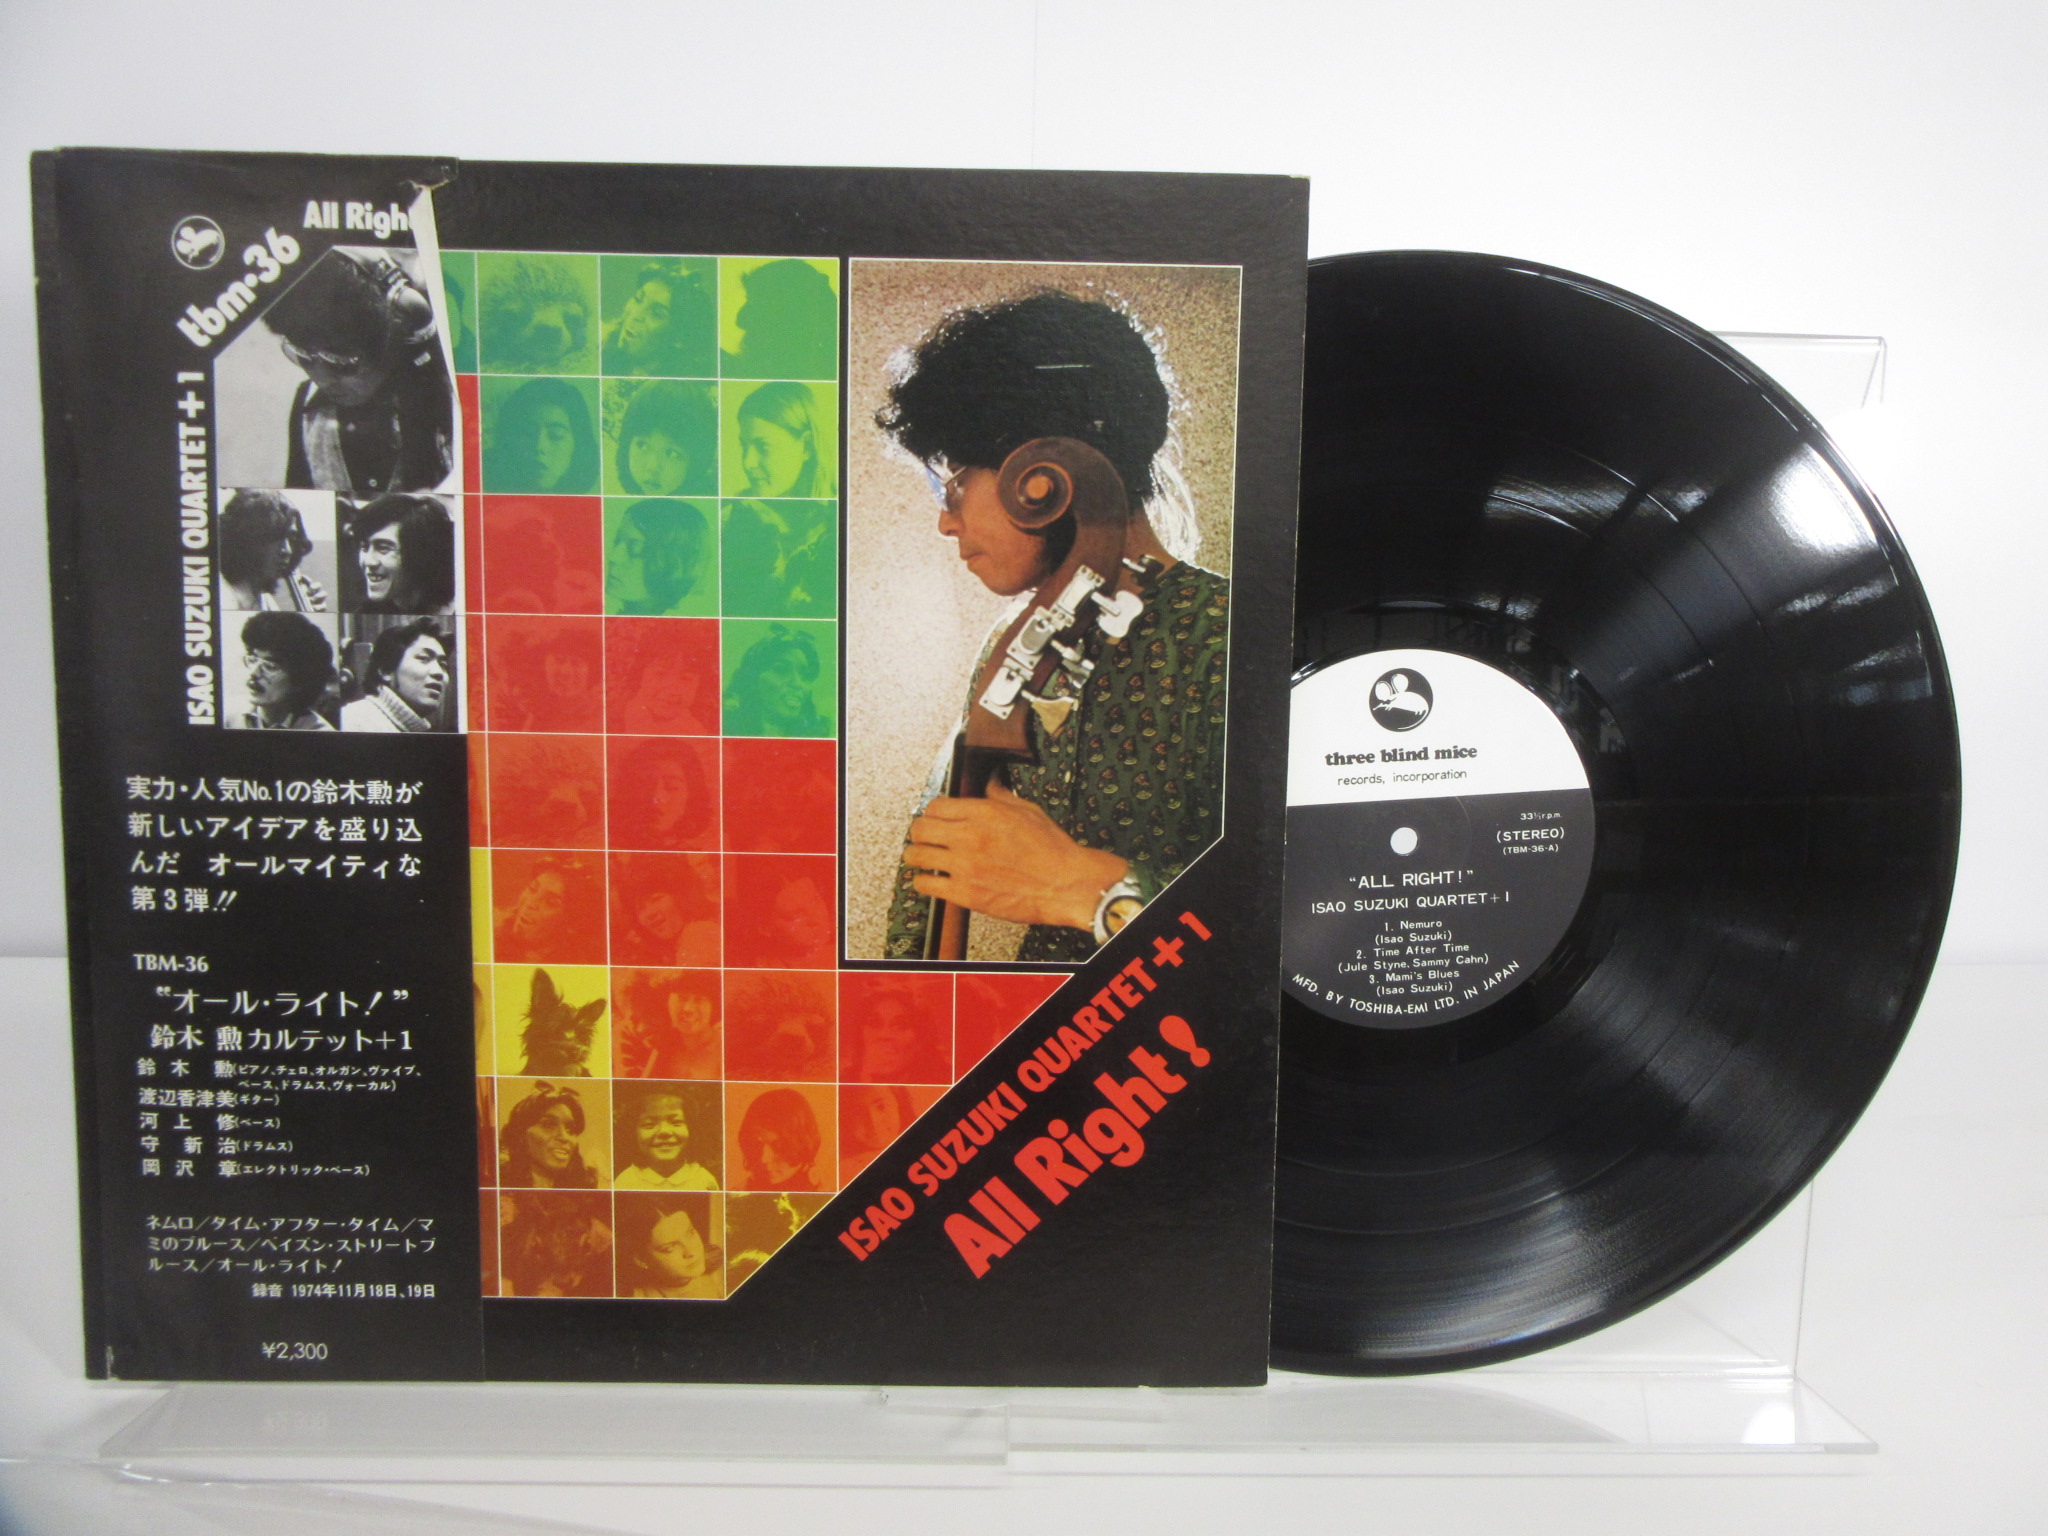 All Right
tbm・36
ISAO SUZUKI QUARTET+1
実力・人気No.1の鈴木勲が
新しいアイデアを盛り込
んだ オールマイティな
第3弾!!
TBM-36
“オール・ライト!”
鈴木 勲カルテット+1
鈴木 勲(ピアノ、チェロ、オルガン、ヴァイブ、
ベース、ドラムス、ヴォーカル)
渡辺香津美(ギター)
河上 修(ベース)
守 新治(ドラムス)
岡沢 章(エレクトリック・ベース)
ネムロ/タイム・アフター・タイム/マ
ミのブルース/ベイズン・ストリートブ
ルース/オール・ライト!
録音 1974年11月18日、19日
¥2,300
ISAO SUZUKI QUARTET+1
All Right!
three blind mice
records, incorporation
33⅓r.p.m.
(STEREO)
(TBM-36-A)
“ALL RIGHT!”
ISAO SUZUKI QUARTET+1
1. Nemuro
(Isao Suzuki)
2. Time After Time
(Jule Styne, Sammy Cahn)
3. Mami's Blues
(Isao Suzuki)
MFD. BY TOSHIBA-EMI LTD. IN JAPAN